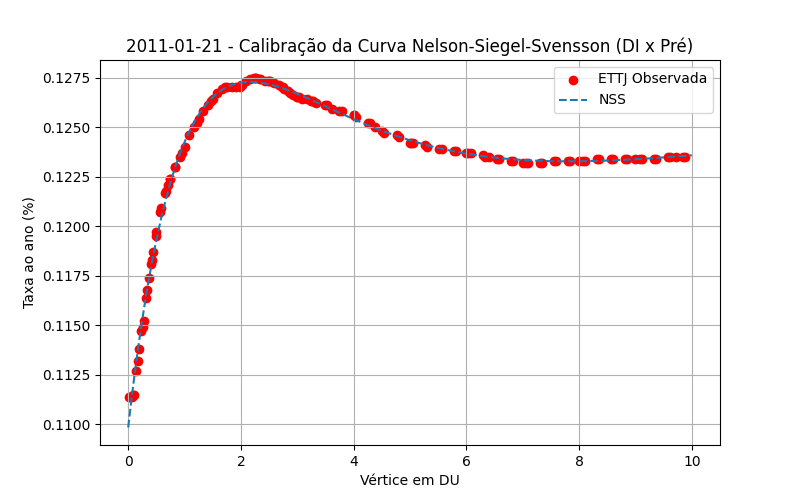 2011-01-21 - Calibração da Curva Nelson-Siegel-Svensson (DI x Pré)
ETTJ Observada
NSS
Taxa ao ano (%)
0.1275
0.1250
0.1225
0.1200
0.1175
0.1150
0.1125
0.1100
0 2 4 6 8 10
Vértice em DU